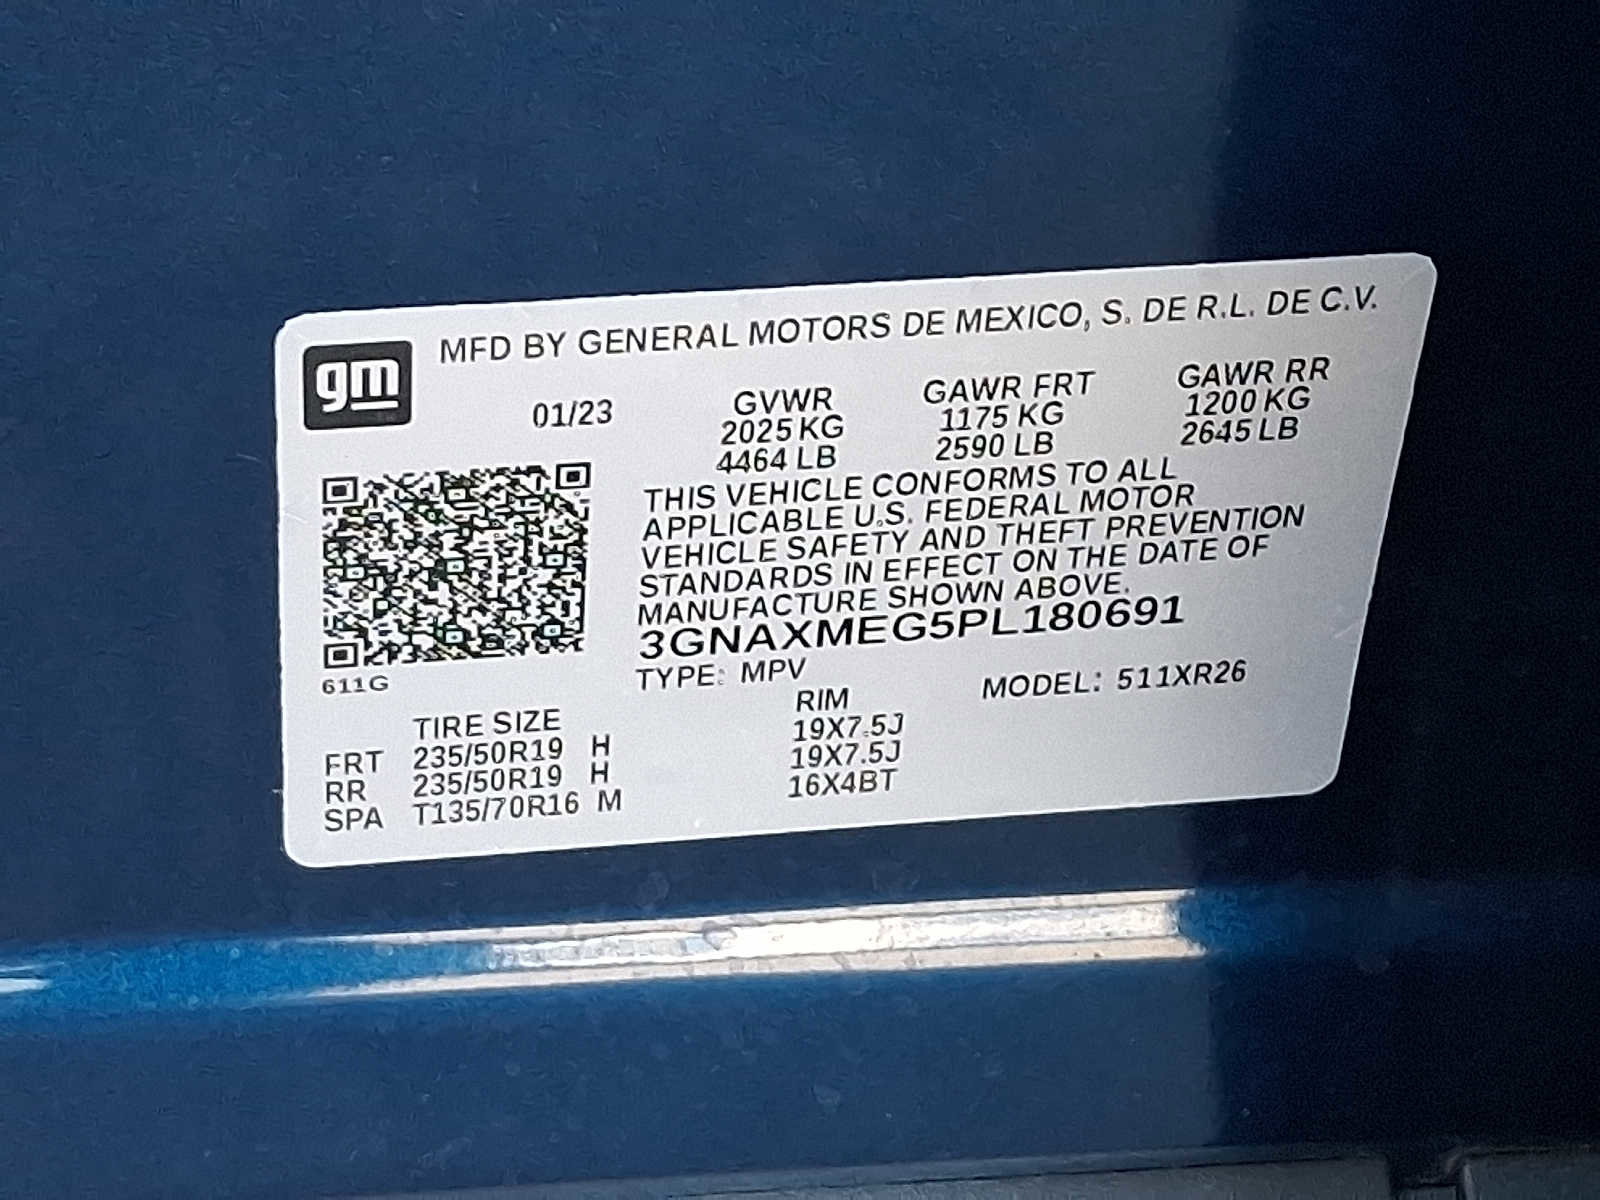 gm
MFD BY GENERAL MOTORS DE MEXICO, S. DE R.L. DE C.V.
01/23
GVWR GAWR FRT GAWR RR
2025 KG 1175 KG 1200 KG
4464 LB 2590 LB 2645 LB
THIS VEHICLE CONFORMS TO ALL
APPLICABLE U.S. FEDERAL MOTOR
VEHICLE SAFETY AND THEFT PREVENTION
STANDARDS IN EFFECT ON THE DATE OF
MANUFACTURE SHOWN ABOVE.
3GNAXMEG5PL180691
611G
TYPE: MPV MODEL: 511XR26
TIRE SIZE RIM
FRT 235/50R19 H 19X7.5J
RR 235/50R19 H 19X7.5J
SPA T135/70R16 M 16X4BT